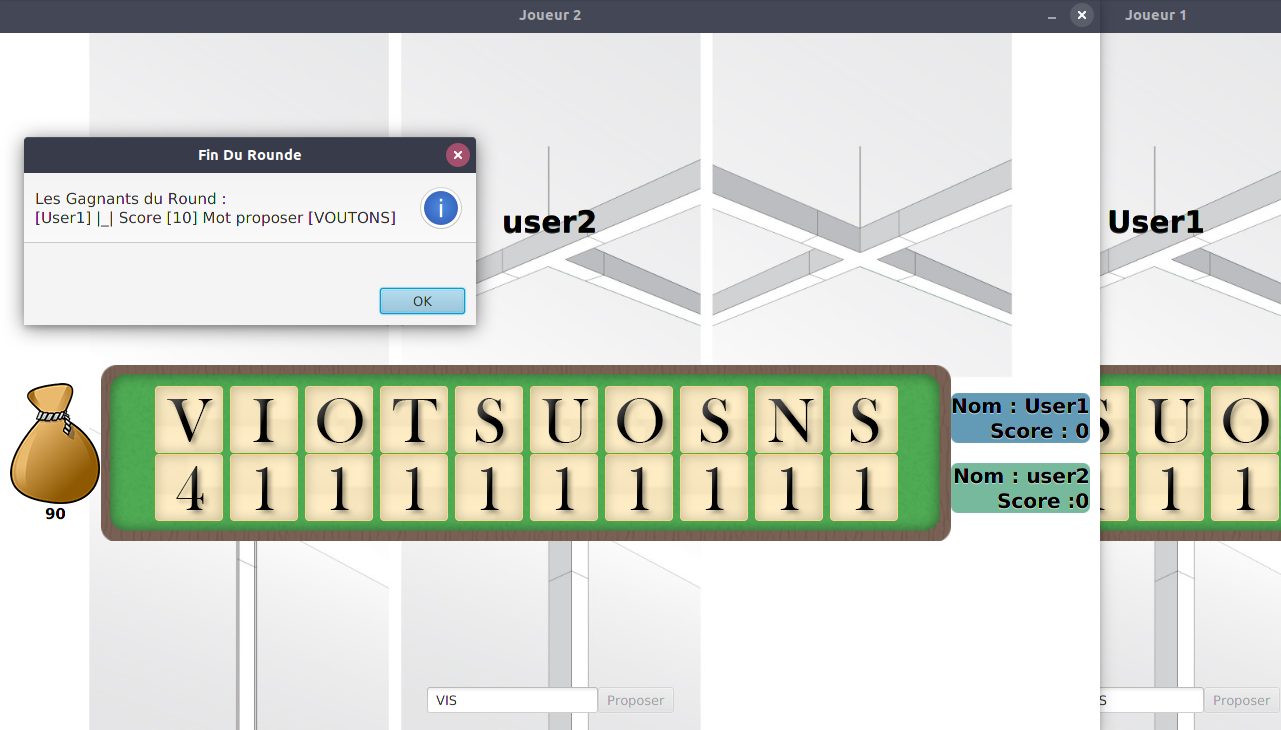 Joueur 2
Joueur 1
Fin Du Rounde
Les Gagnants du Round :
[User1] |_| Score [10] Mot proposer [VOUTONS]
OK
user2
User1
V I O T S U O S N S
4 1 1 1 1 1 1 1 1 1
90
Nom : User1
Score : 0
Nom : user2
Score :0
S U O
1 1
VIS
Proposer
S
Proposer